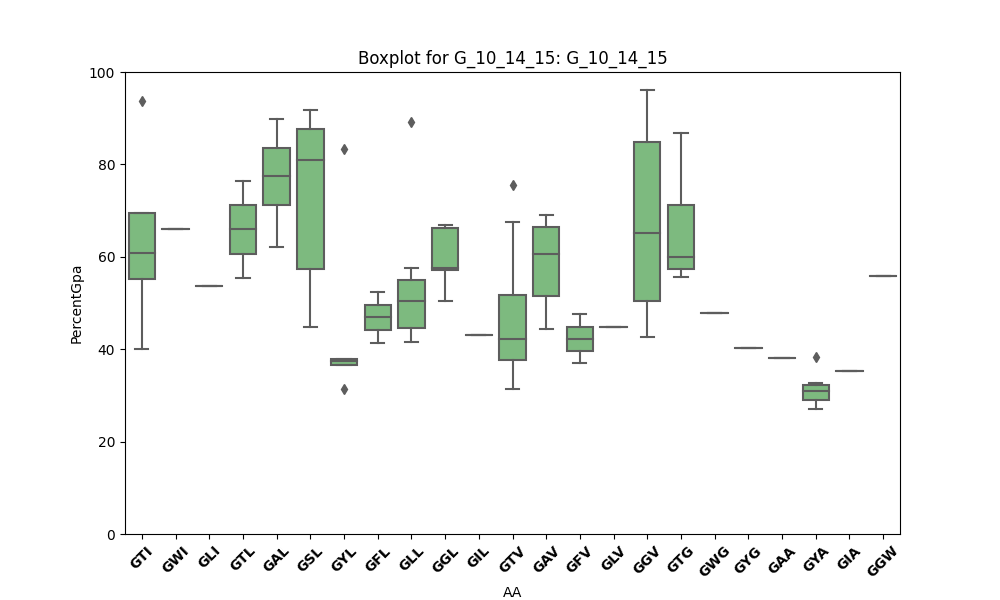 Boxplot for G_10_14_15: G_10_14_15
PercentGpa
100
80
60
40
20
0
GTI GWI GLI GTL GAL GSL GYL GFL GLL GGL GIL GTV GAV GFV GLV GGV GTG GWG GYG GAA GYA GIA GGW
AA